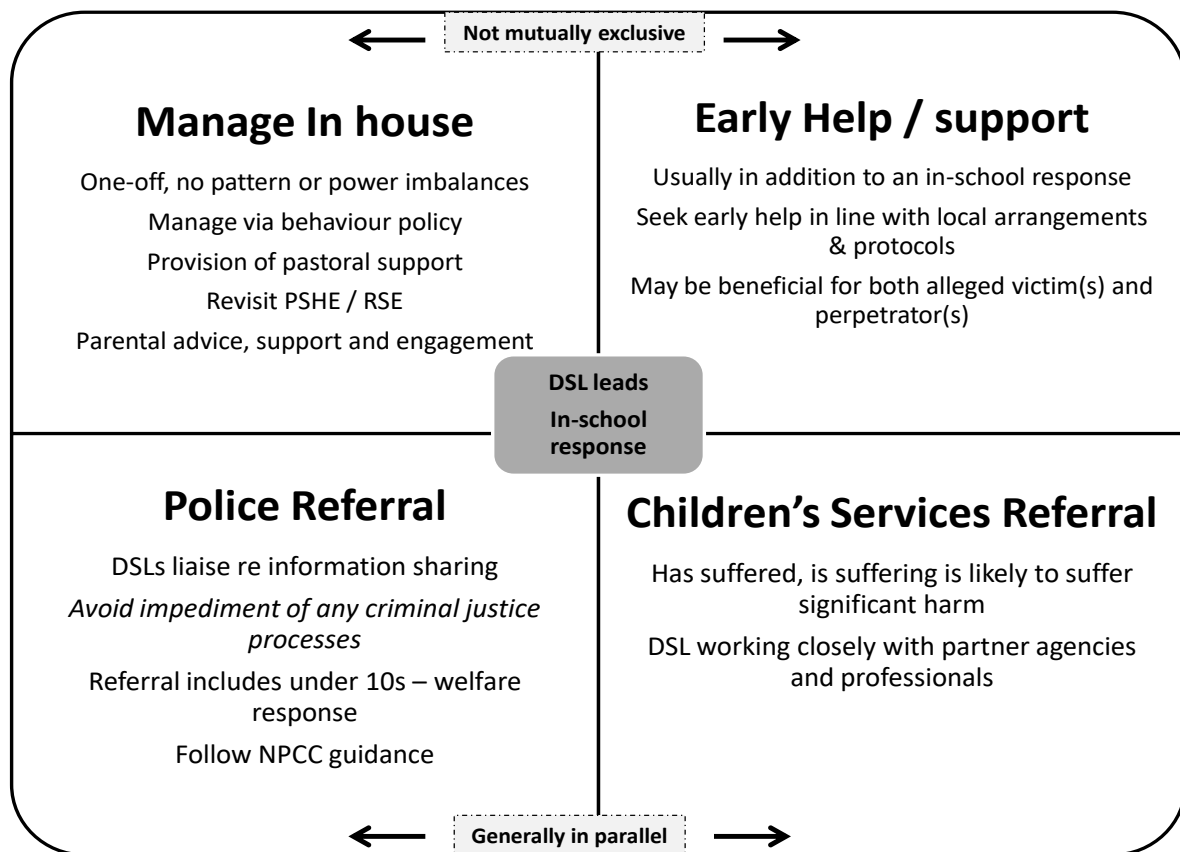 Not mutually exclusive
Manage In house
One-off, no pattern or power imbalances
Manage via behaviour policy
Provision of pastoral support
Revisit PSHE / RSE
Parental advice, support and engagement
Early Help / support
Usually in addition to an in-school response
Seek early help in line with local arrangements
& protocols
May be beneficial for both alleged victim(s) and
perpetrator(s)
DSL leads
In-school
response
Police Referral
DSLs liaise re information sharing
Avoid impediment of any criminal justice
processes
Referral includes under 10s – welfare
response
Follow NPCC guidance
Children’s Services Referral
Has suffered, is suffering is likely to suffer
significant harm
DSL working closely with partner agencies
and professionals
Generally in parallel